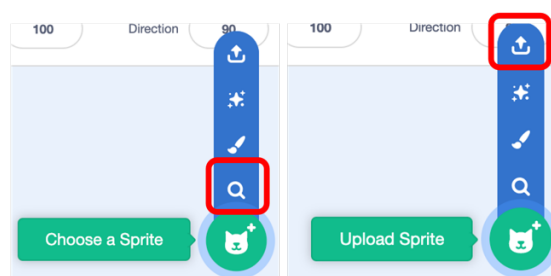 100 Direction 90
100 Direction
Choose a Sprite
Upload Sprite